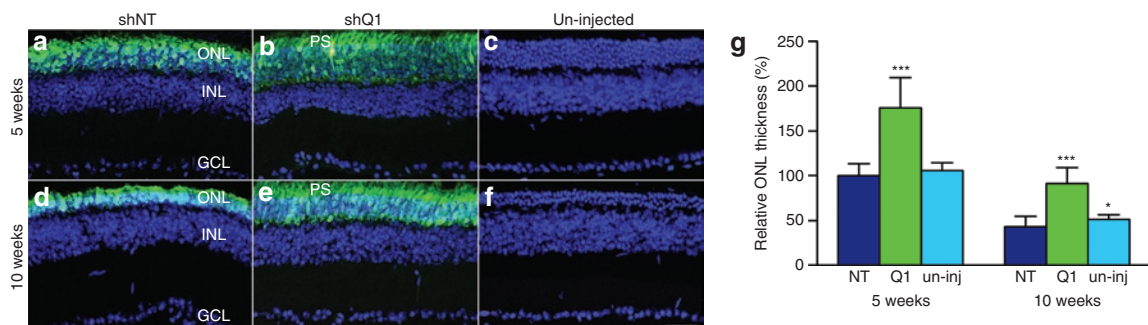 shNT shQ1 Un-injected
5 weeks
a ONL INL GCL
b PS
c
10 weeks
d ONL INL GCL
e PS
f
g
Relative ONL thickness (%)
250
200
150
100
50
0
***
***
*
NT Q1 un-inj NT Q1 un-inj
5 weeks 10 weeks